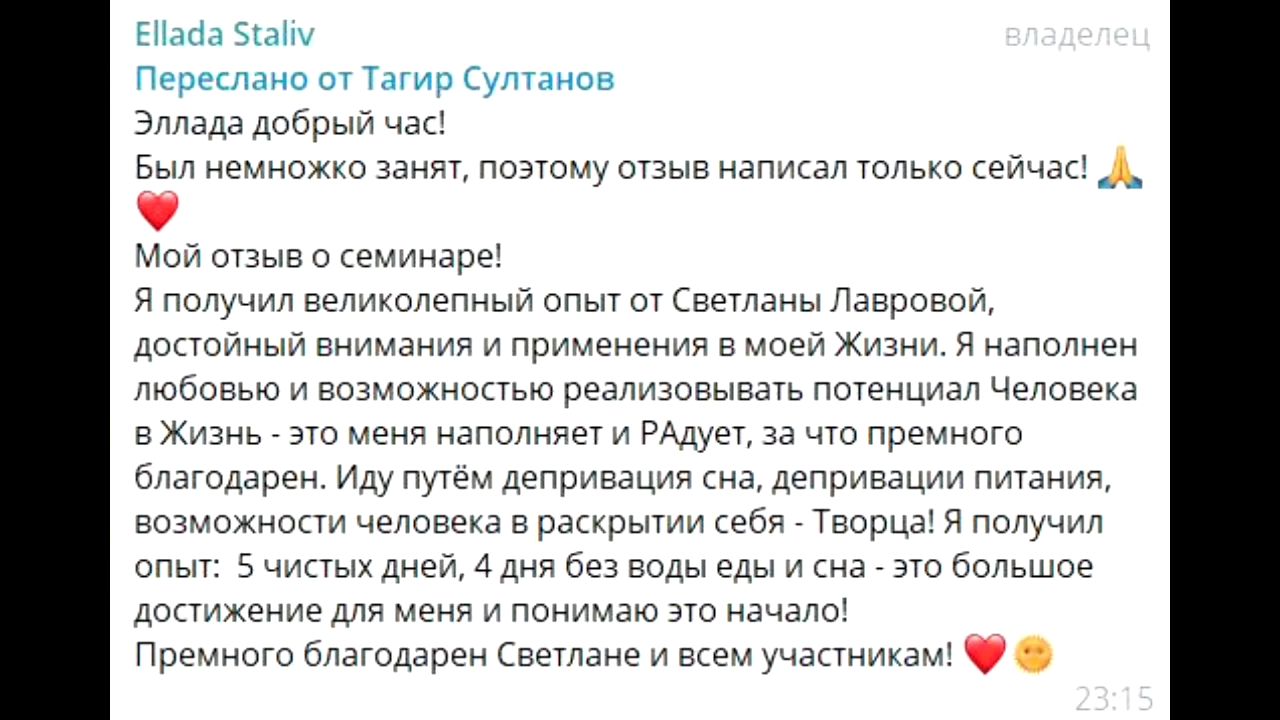 Ellada Staliv
владелец
Переслано от Тагир Султанов
Эллада добрый час!
Был немножко занят, поэтому отзыв написал только сейчас! 🙏
❤️
Мой отзыв о семинаре!
Я получил великолепный опыт от Светланы Лавровой,
достойный внимания и применения в моей Жизни. Я наполнен
любовью и возможностью реализовывать потенциал Человека
в Жизнь - это меня наполняет и РАдует, за что премного
благодарен. Иду путём депривация сна, депривации питания,
возможности человека в раскрытии себя - Творца! Я получил
опыт:  5 чистых дней, 4 дня без воды еды и сна - это большое
достижение для меня и понимаю это начало!
Премного благодарен Светлане и всем участникам! ❤️🌞
23:15